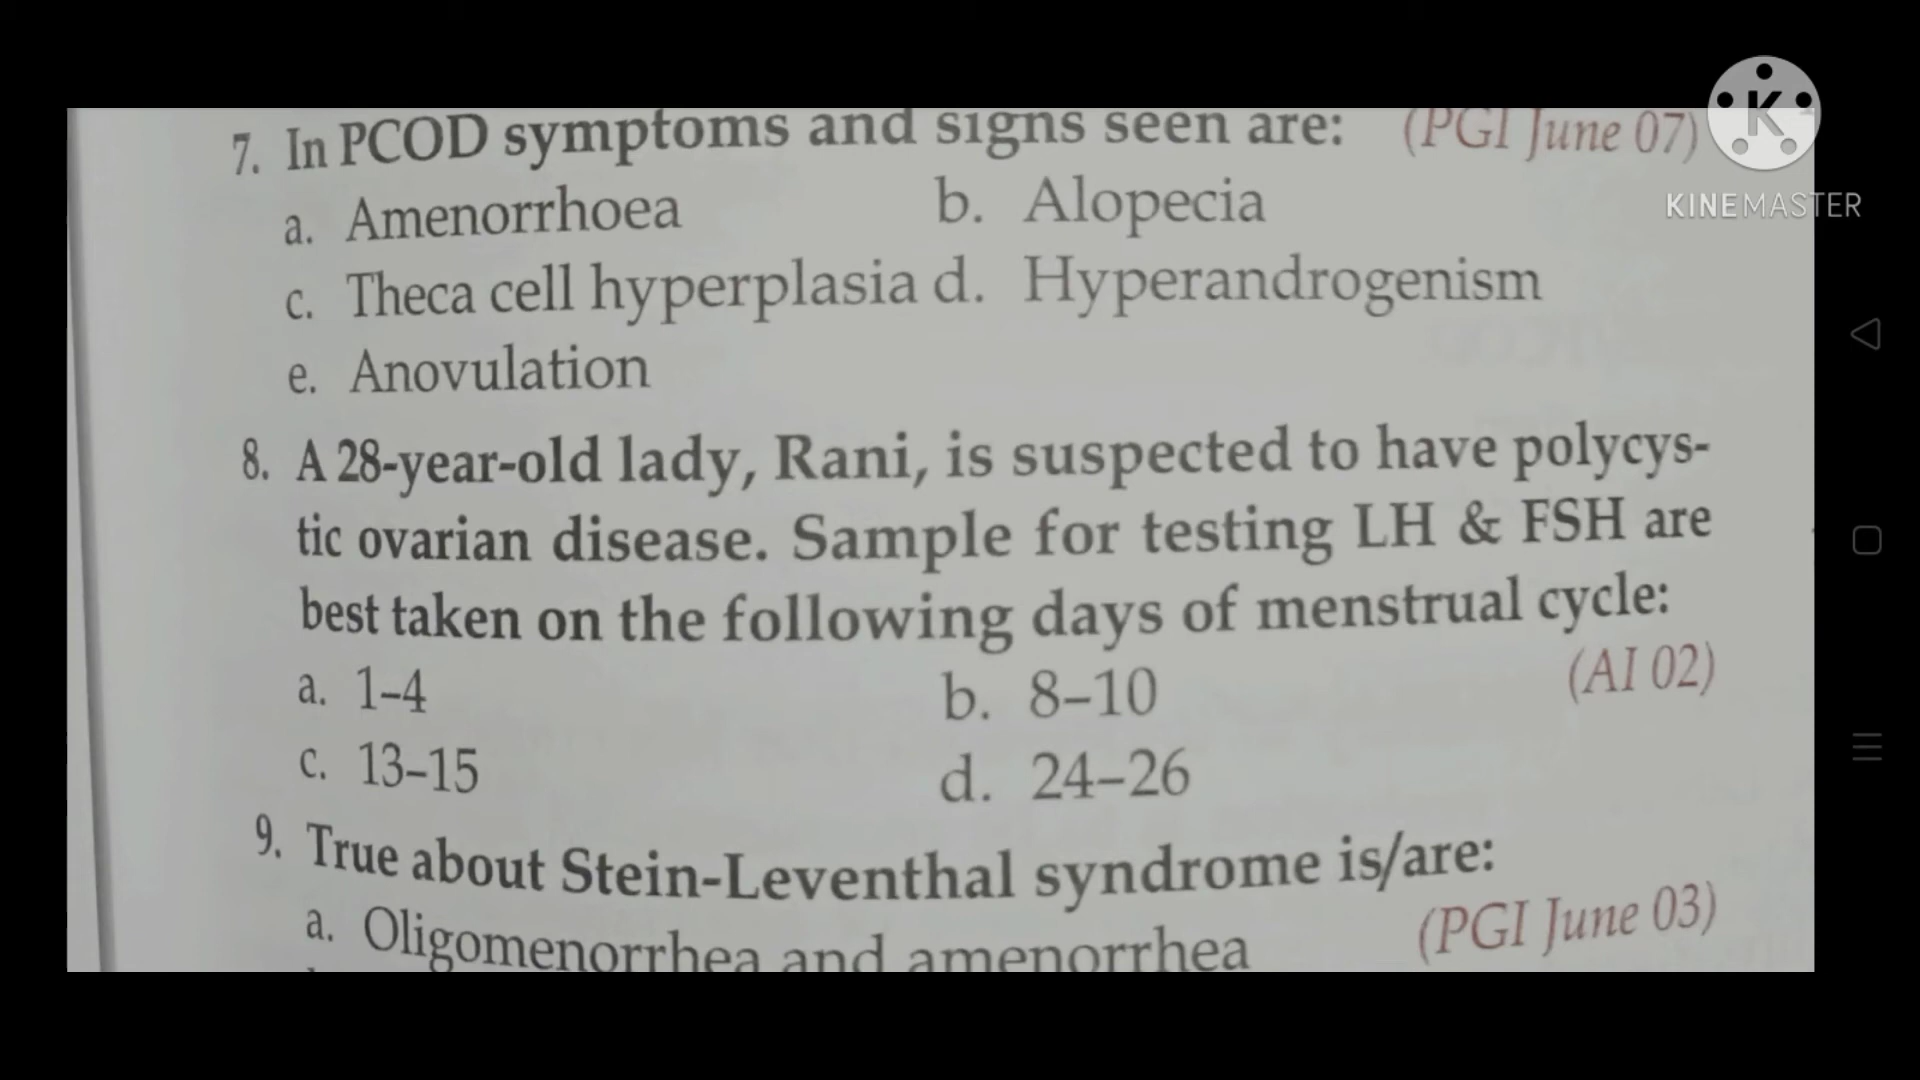 7. In PCOD symptoms and signs seen are: (PGI June 07)
a. Amenorrhoea b. Alopecia
c. Theca cell hyperplasia d. Hyperandrogenism
e. Anovulation
8. A 28-year-old lady, Rani, is suspected to have polycys-
tic ovarian disease. Sample for testing LH & FSH are
best taken on the following days of menstrual cycle:
(AI 02)
a. 1–4 b. 8–10
c. 13–15 d. 24–26
9. True about Stein-Leventhal syndrome is/are:
(PGI June 03)
a. Oligomenorrhea and amenorrhea
K
KINEMASTER